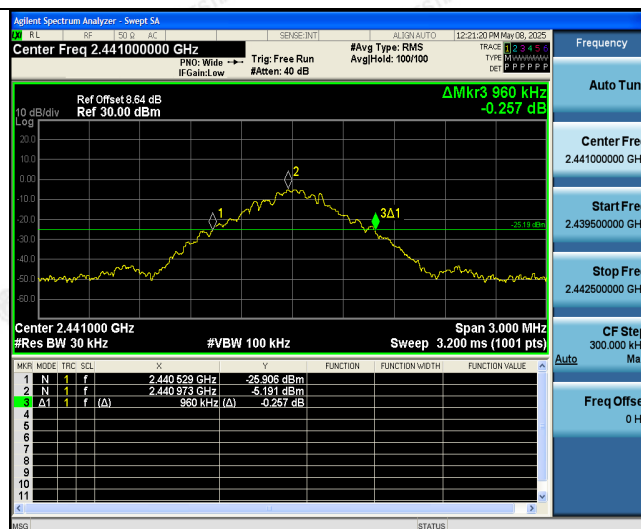 Agilent Spectrum Analyzer - Swept SA
RL RF 50 Ω AC SENSE:INT ALIGN AUTO 12:21:20 PM May 08, 2025
Center Freq 2.441000000 GHz
PNO: Wide
IFGain:Low
Trig: Free Run
#Atten: 40 dB
#Avg Type: RMS
Avg|Hold: 100/100
TRACE 1 2 3 4 5 6
TYPE M
DET P P P P P P
ΔMkr3 960 kHz
-0.257 dB
Ref Offset 8.64 dB
10 dB/div Ref 30.00 dBm
Log
20.0
10.0
0.00
-10.0
-20.0
-30.0
-40.0
-50.0
-60.0
1
2
3Δ1
-25.19 dBm
Center 2.441000 GHz Span 3.000 MHz
#Res BW 30 kHz #VBW 100 kHz Sweep 3.200 ms (1001 pts)
MKR MODE TRC SCL X Y FUNCTION FUNCTION WIDTH FUNCTION VALUE
1 N 1 f 2.440 529 GHz -25.906 dBm
2 N 1 f 2.440 973 GHz -5.191 dBm
3 Δ1 1 f (Δ) 960 kHz (Δ) -0.257 dB
4
5
6
7
8
9
10
11
MSG STATUS
Frequency
Auto Tun
Center Fre
2.441000000 GH
Start Fre
2.439500000 GH
Stop Fre
2.442500000 GH
CF Ste
300.000 kH
Auto Ma
Freq Offse
0 H